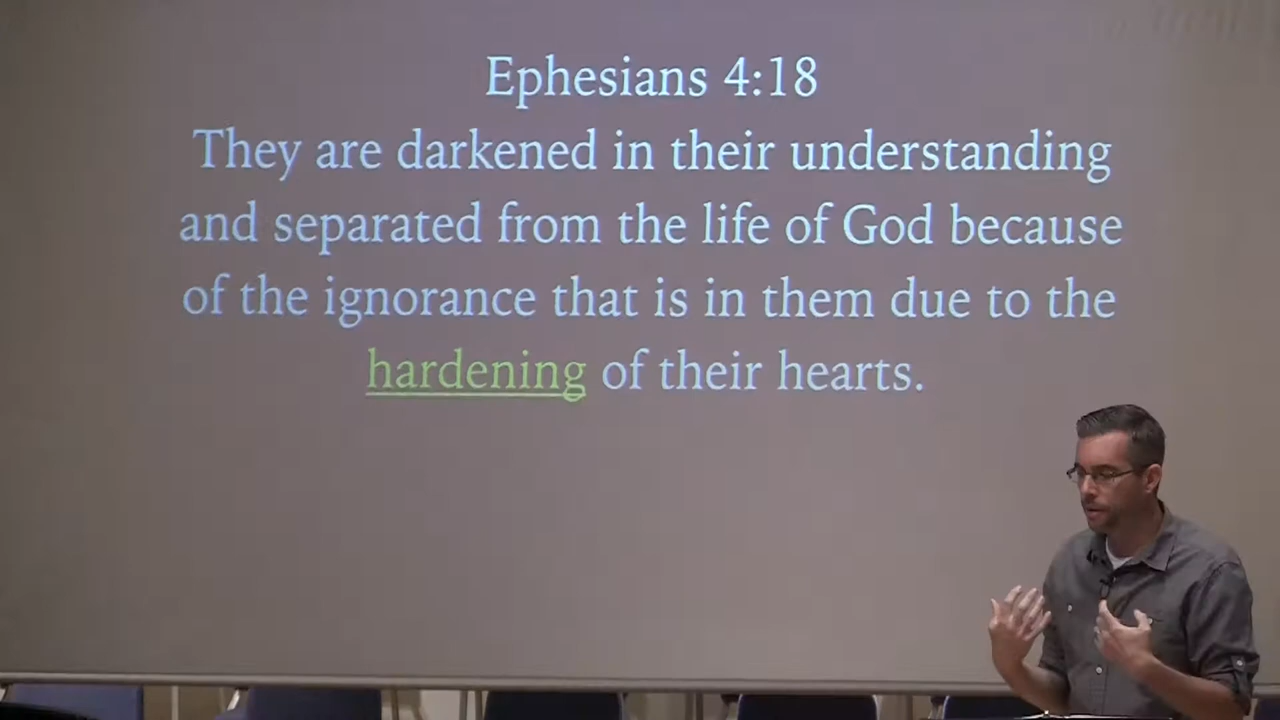 Ephesians 4:18
They are darkened in their understanding
and separated from the life of God because
of the ignorance that is in them due to the
hardening of their hearts.